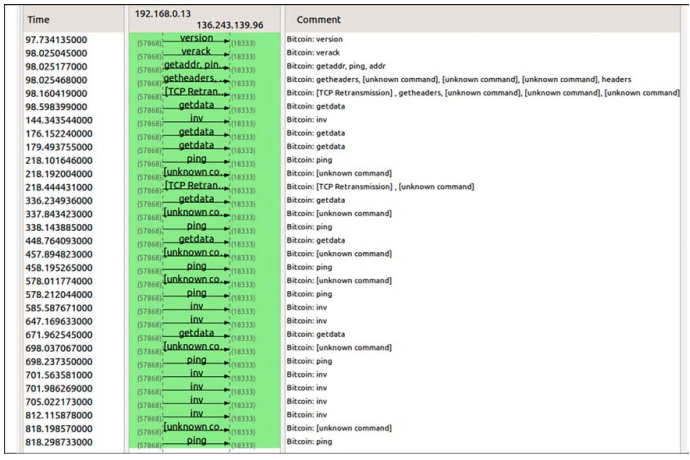 Time 192.168.0.13 136.243.139.96 Comment
97.734135000 (57868) version (18333) Bitcoin: version
98.025045000 (57868) verack (18333) Bitcoin: verack
98.025177000 (57868) getaddr, pin... (18333) Bitcoin: getaddr, ping, addr
98.025468000 (57868) getheaders, ... (18333) Bitcoin: getheaders, [unknown command], [unknown command], [unknown command], headers
98.160419000 (57868) [TCP Retran... (18333) Bitcoin: [TCP Retransmission] , getheaders, [unknown command], [unknown command], [unknown command]
98.598399000 (57868) getdata (18333) Bitcoin: getdata
144.343544000 (57868) inv (18333) Bitcoin: inv
176.152240000 (57868) getdata (18333) Bitcoin: getdata
179.493755000 (57868) getdata (18333) Bitcoin: getdata
218.101646000 (57868) ping (18333) Bitcoin: ping
218.192004000 (57868) [unknown co... (18333) Bitcoin: [unknown command]
218.444431000 (57868) [TCP Retran... (18333) Bitcoin: [TCP Retransmission] , [unknown command]
336.234936000 (57868) getdata (18333) Bitcoin: getdata
337.843423000 (57868) [unknown co... (18333) Bitcoin: [unknown command]
338.143885000 (57868) ping (18333) Bitcoin: ping
448.764093000 (57868) getdata (18333) Bitcoin: getdata
457.894823000 (57868) [unknown co... (18333) Bitcoin: [unknown command]
458.195265000 (57868) ping (18333) Bitcoin: ping
578.011774000 (57868) [unknown co... (18333) Bitcoin: [unknown command]
578.212044000 (57868) ping (18333) Bitcoin: ping
585.587671000 (57868) inv (18333) Bitcoin: inv
647.169633000 (57868) inv (18333) Bitcoin: inv
671.962545000 (57868) getdata (18333) Bitcoin: getdata
698.037067000 (57868) [unknown co... (18333) Bitcoin: [unknown command]
698.237350000 (57868) ping (18333) Bitcoin: ping
701.563581000 (57868) inv (18333) Bitcoin: inv
701.986269000 (57868) inv (18333) Bitcoin: inv
705.022173000 (57868) inv (18333) Bitcoin: inv
812.115878000 (57868) inv (18333) Bitcoin: inv
818.198570000 (57868) [unknown co... (18333) Bitcoin: [unknown command]
818.298733000 (57868) ping (18333) Bitcoin: ping